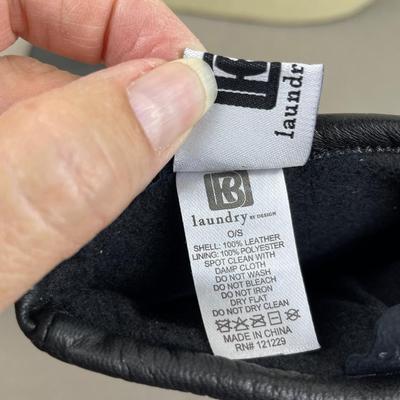 laundr
laundry BY DESIGN
O/S
SHELL: 100% LEATHER
LINING: 100% POLYESTER
SPOT CLEAN WITH
DAMP CLOTH
DO NOT WASH
DO NOT BLEACH
DO NOT IRON
DRY FLAT
DO NOT DRY CLEAN
MADE IN CHINA
RN# 121229